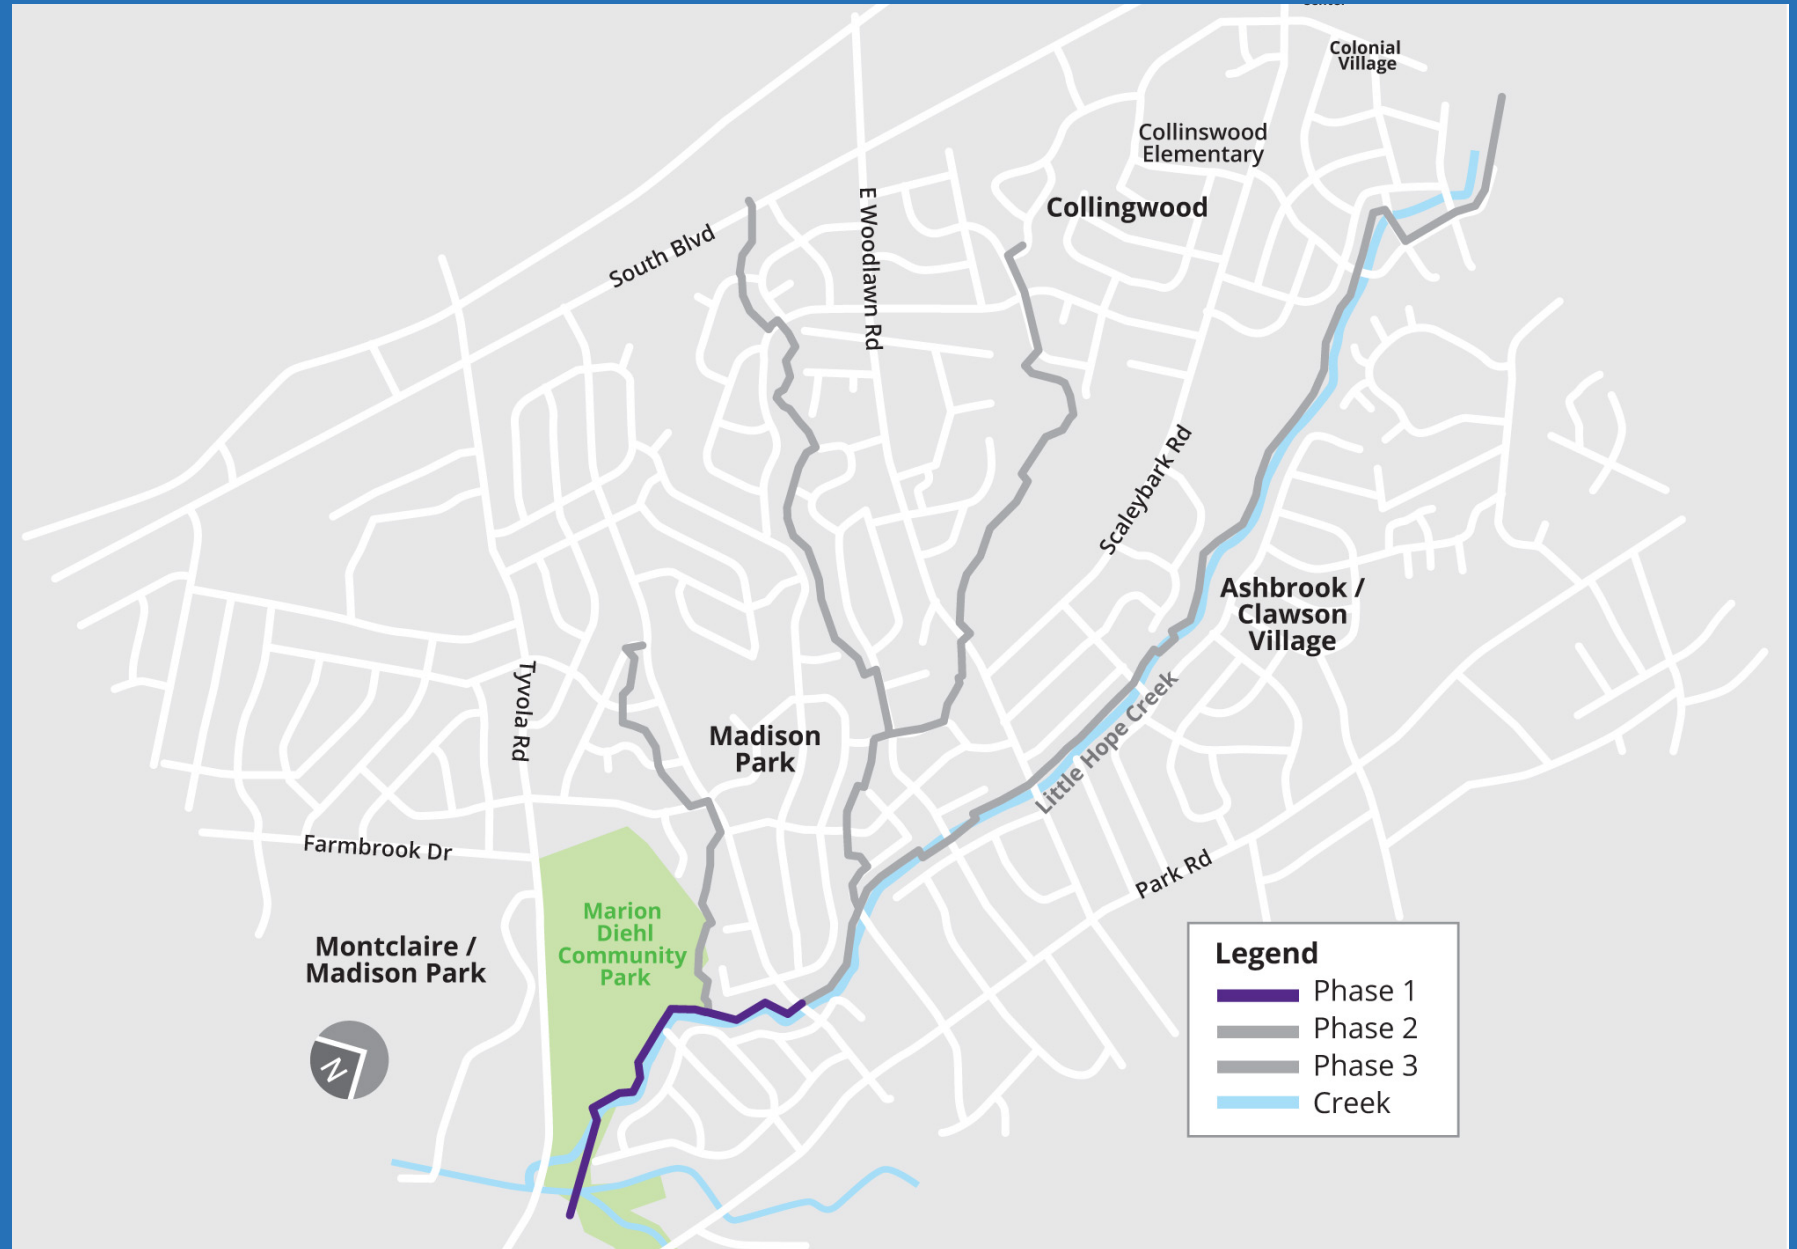 Colonial
Village
Collinswood
Elementary
Collingwood
E Woodlawn Rd
South Blvd
Scaleybark Rd
Ashbrook /
Clawson
Village
Tyvola Rd
Little Hope Creek
Madison
Park
Farmbrook Dr
Park Rd
Marion
Diehl
Community
Park
Montclaire /
Madison Park
N
Legend
Phase 1
Phase 2
Phase 3
Creek